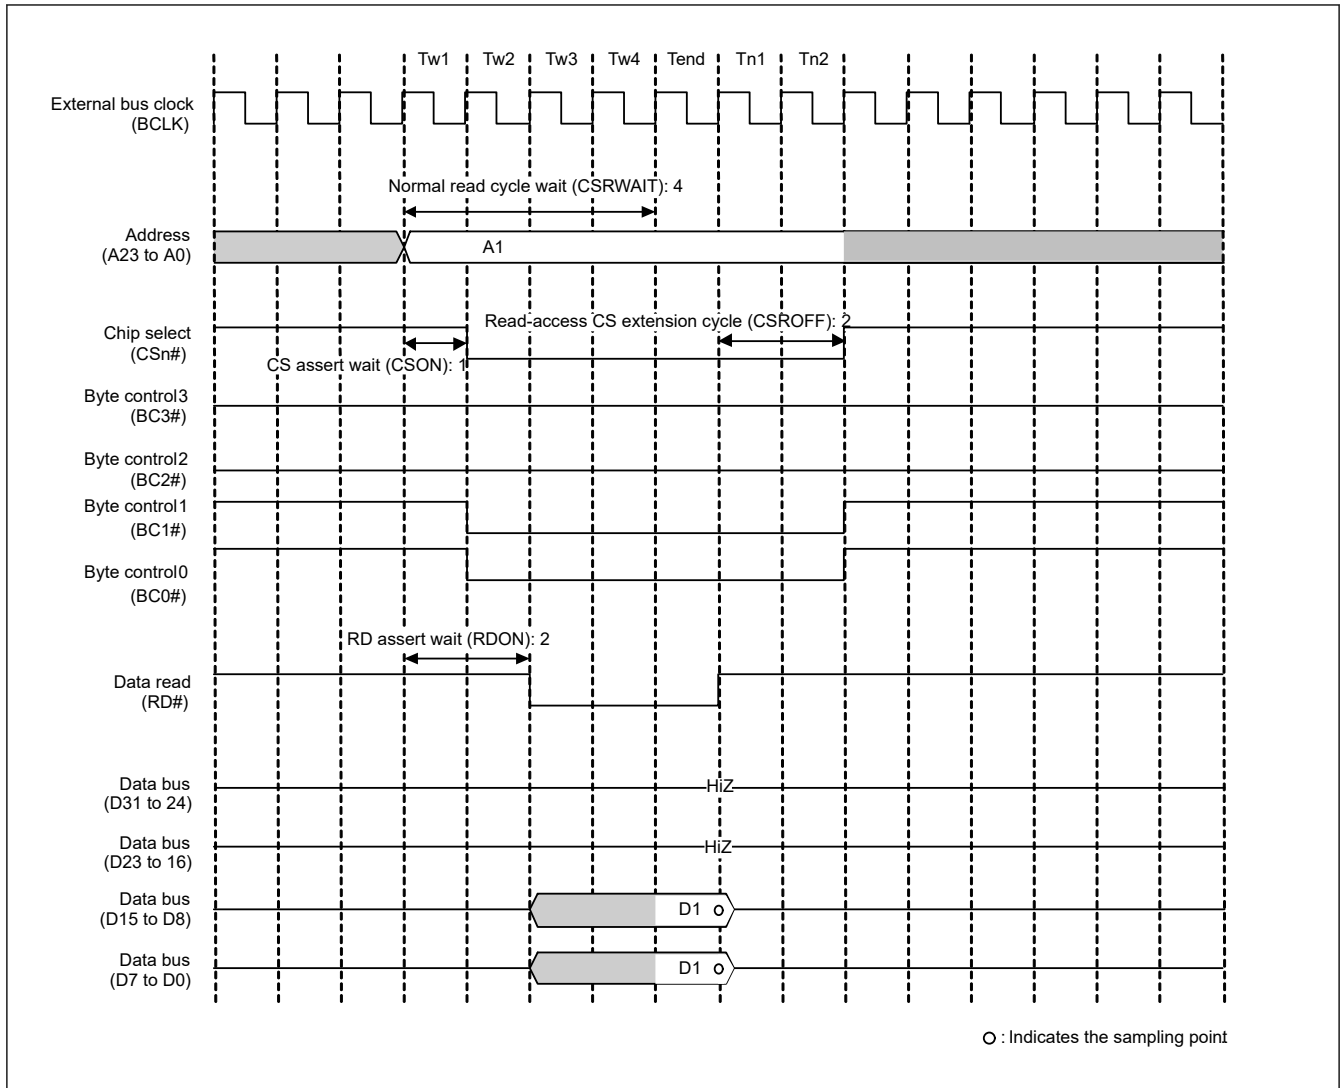 Tw1 Tw2 Tw3 Tw4 Tend Tn1 Tn2
External bus clock
(BCLK)
Normal read cycle wait (CSRWAIT): 4
Address
(A23 to A0)
A1
Chip select
(CSn#)
Read-access CS extension cycle (CSROFF): 2
CS assert wait (CSON): 1
Byte control3
(BC3#)
Byte control2
(BC2#)
Byte control1
(BC1#)
Byte control0
(BC0#)
RD assert wait (RDON): 2
Data read
(RD#)
Data bus
(D31 to 24)
HiZ
Data bus
(D23 to 16)
HiZ
Data bus
(D15 to D8)
D1
Data bus
(D7 to D0)
D1
: Indicates the sampling point